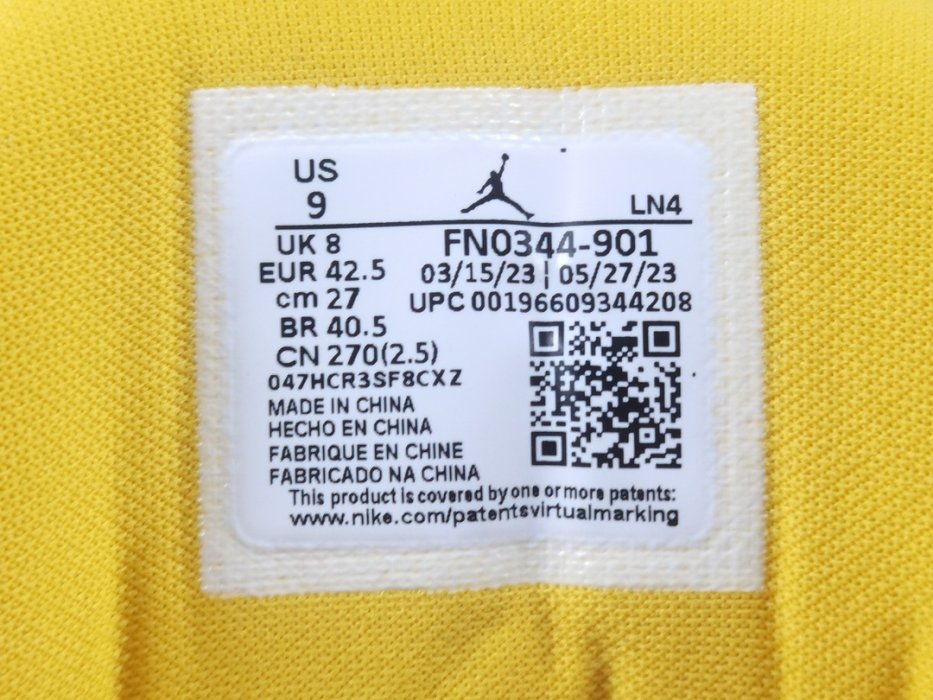 US
9
LN4
UK 8
FN0344-901
EUR 42.5
03/15/23 | 05/27/23
cm 27
UPC 00196609344208
BR 40.5
CN 270(2.5)
047HCR3SF8CXZ
MADE IN CHINA
HECHO EN CHINA
FABRIQUE EN CHINE
FABRICADO NA CHINA
This product is covered by one or more patents:
www.nike.com/patentsvirtualmarking